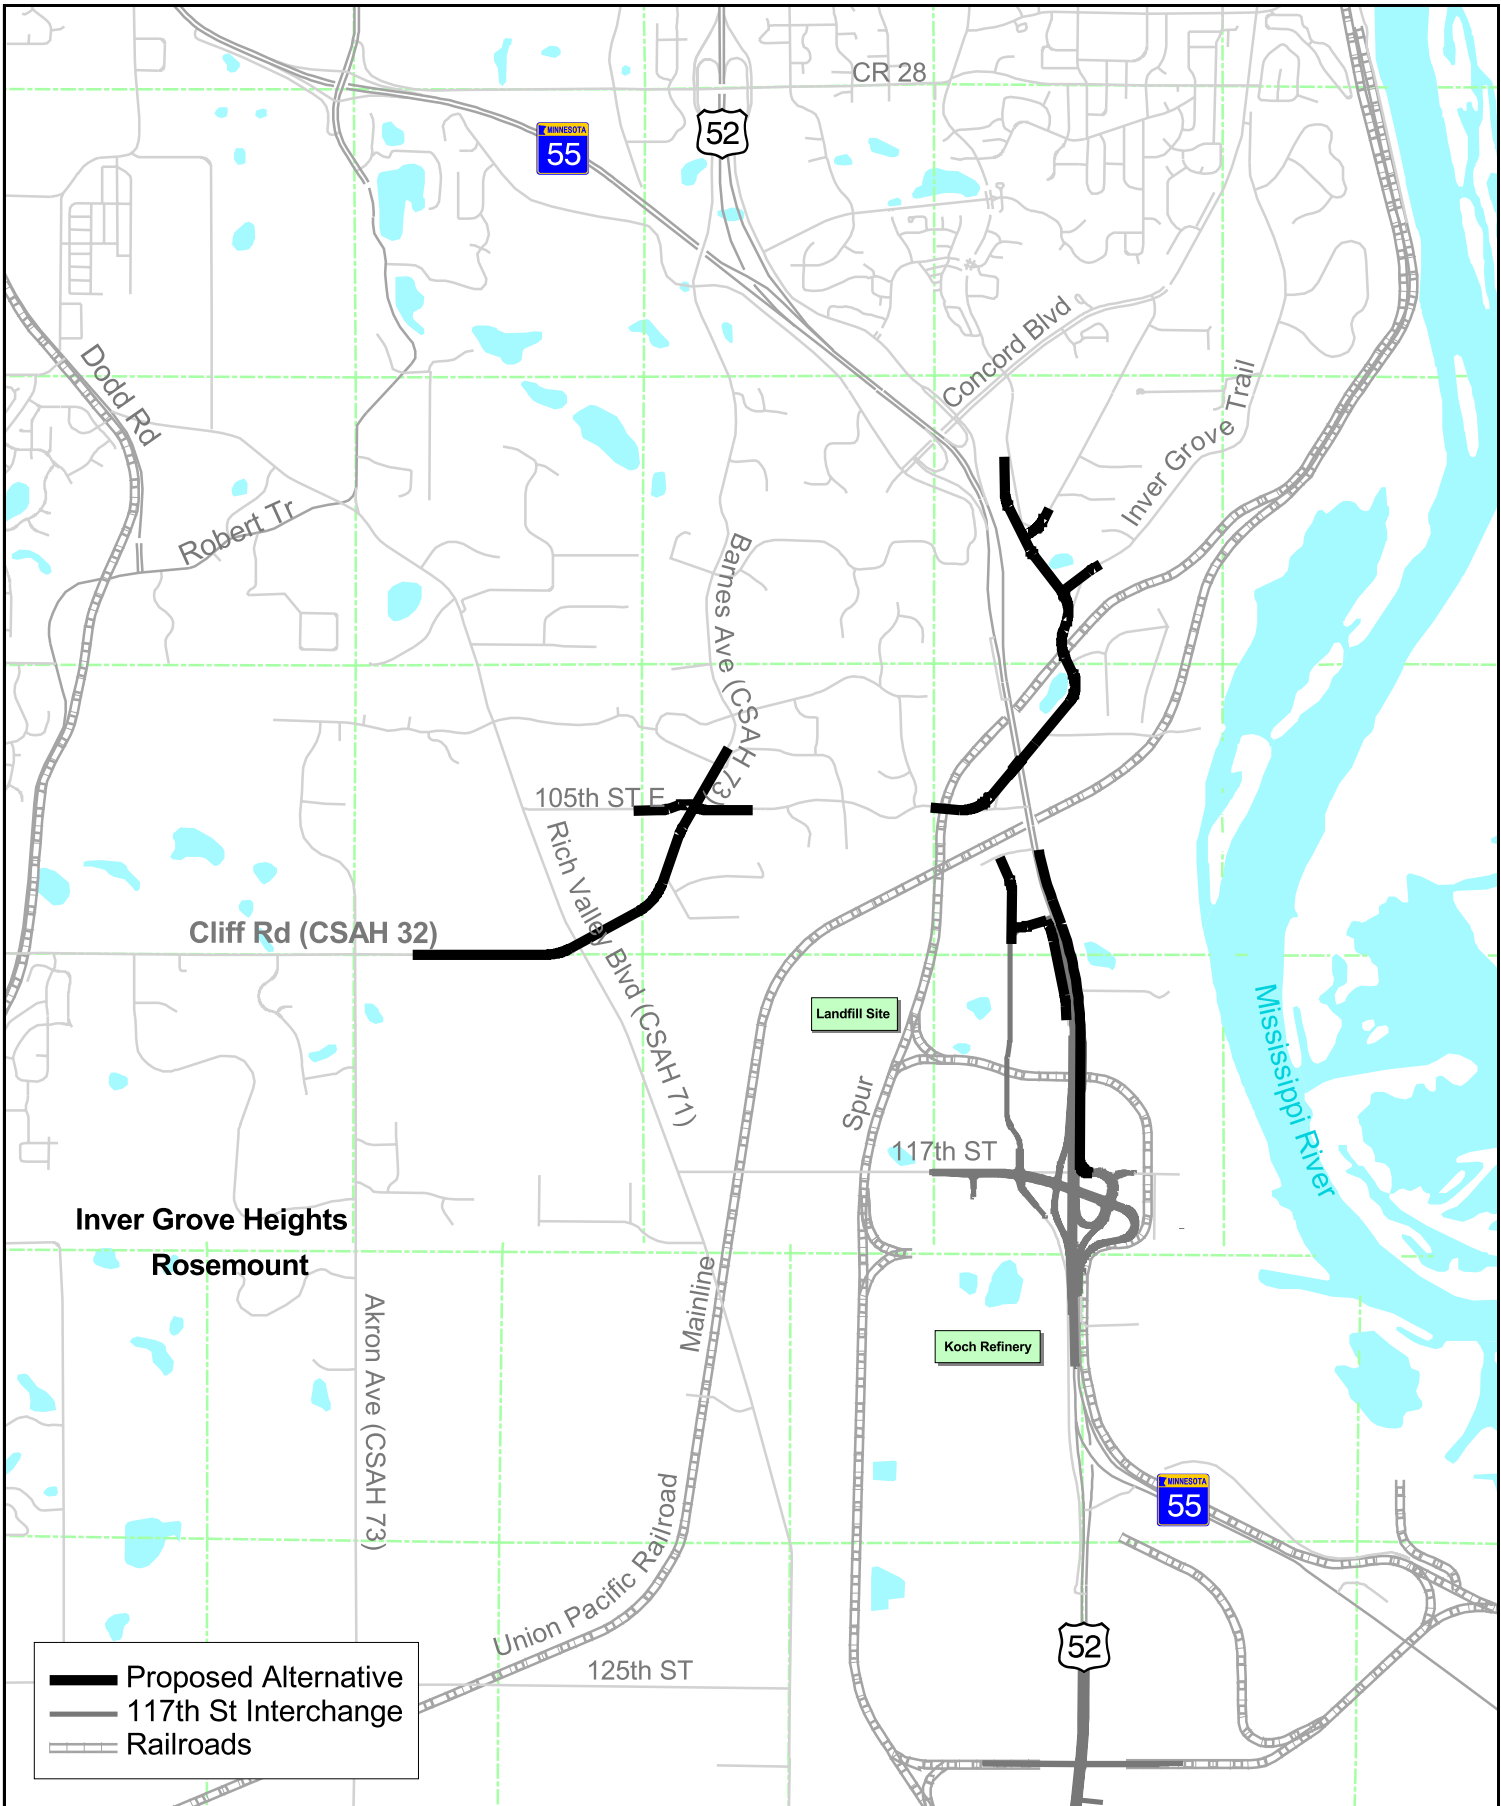 CR 28
MINNESOTA
55
52
Dodd Rd
Concord Blvd
Inver Grove Trail
Robert Tr
Barnes Ave (CSAH 73)
105th ST E
Rich Valley Blvd (CSAH 71)
Cliff Rd (CSAH 32)
Landfill Site
Mississippi River
Spur
117th ST
Inver Grove Heights
Rosemount
Mainline
Akron Ave (CSAH 73)
Koch Refinery
MINNESOTA
55
Union Pacific Railroad
52
125th ST
Proposed Alternative
117th St Interchange
Railroads